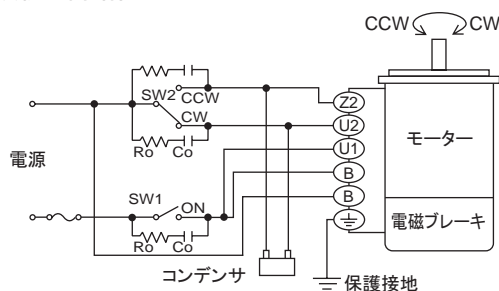 CCW CW
SW2 CCW
CW
Ro Co
電源
SW1 ON
Ro Co
コンデンサ
Z2
U2
U1
B
B
モーター
電磁ブレーキ
保護接地